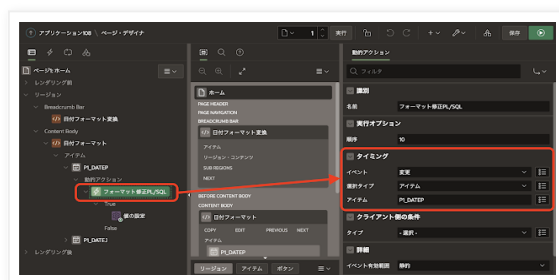 アプリケーション108 \ ページ・デザイナ
1
実行
保存
ページ1: ホーム
レンダリング前
リージョン
Breadcrumb Bar
日付フォーマット変換
Content Body
日付フォーマット
アイテム
P1_DATEP
動的アクション
フォーマット修正PL/SQL
True
値の設定
False
P1_DATEJ
レンダリング後
ホーム
PAGE HEADER
PAGE NAVIGATION
BREADCRUMB BAR
日付フォーマット変換
アイテム
リージョン・コンテンツ
SUB REGIONS
NEXT
BEFORE CONTENT BODY
CONTENT BODY
日付フォーマット
COPY EDIT PREVIOUS NEXT
アイテム
P1_DATEP
リージョン アイテム ボタン
動的アクション
フィルタ
識別
名前 フォーマット修正PL/SQL
実行オプション
順序 10
タイミング
イベント 変更
選択タイプ アイテム
アイテム P1_DATEP
クライアント側の条件
タイプ - 選択 -
詳細
イベント有効範囲 静的